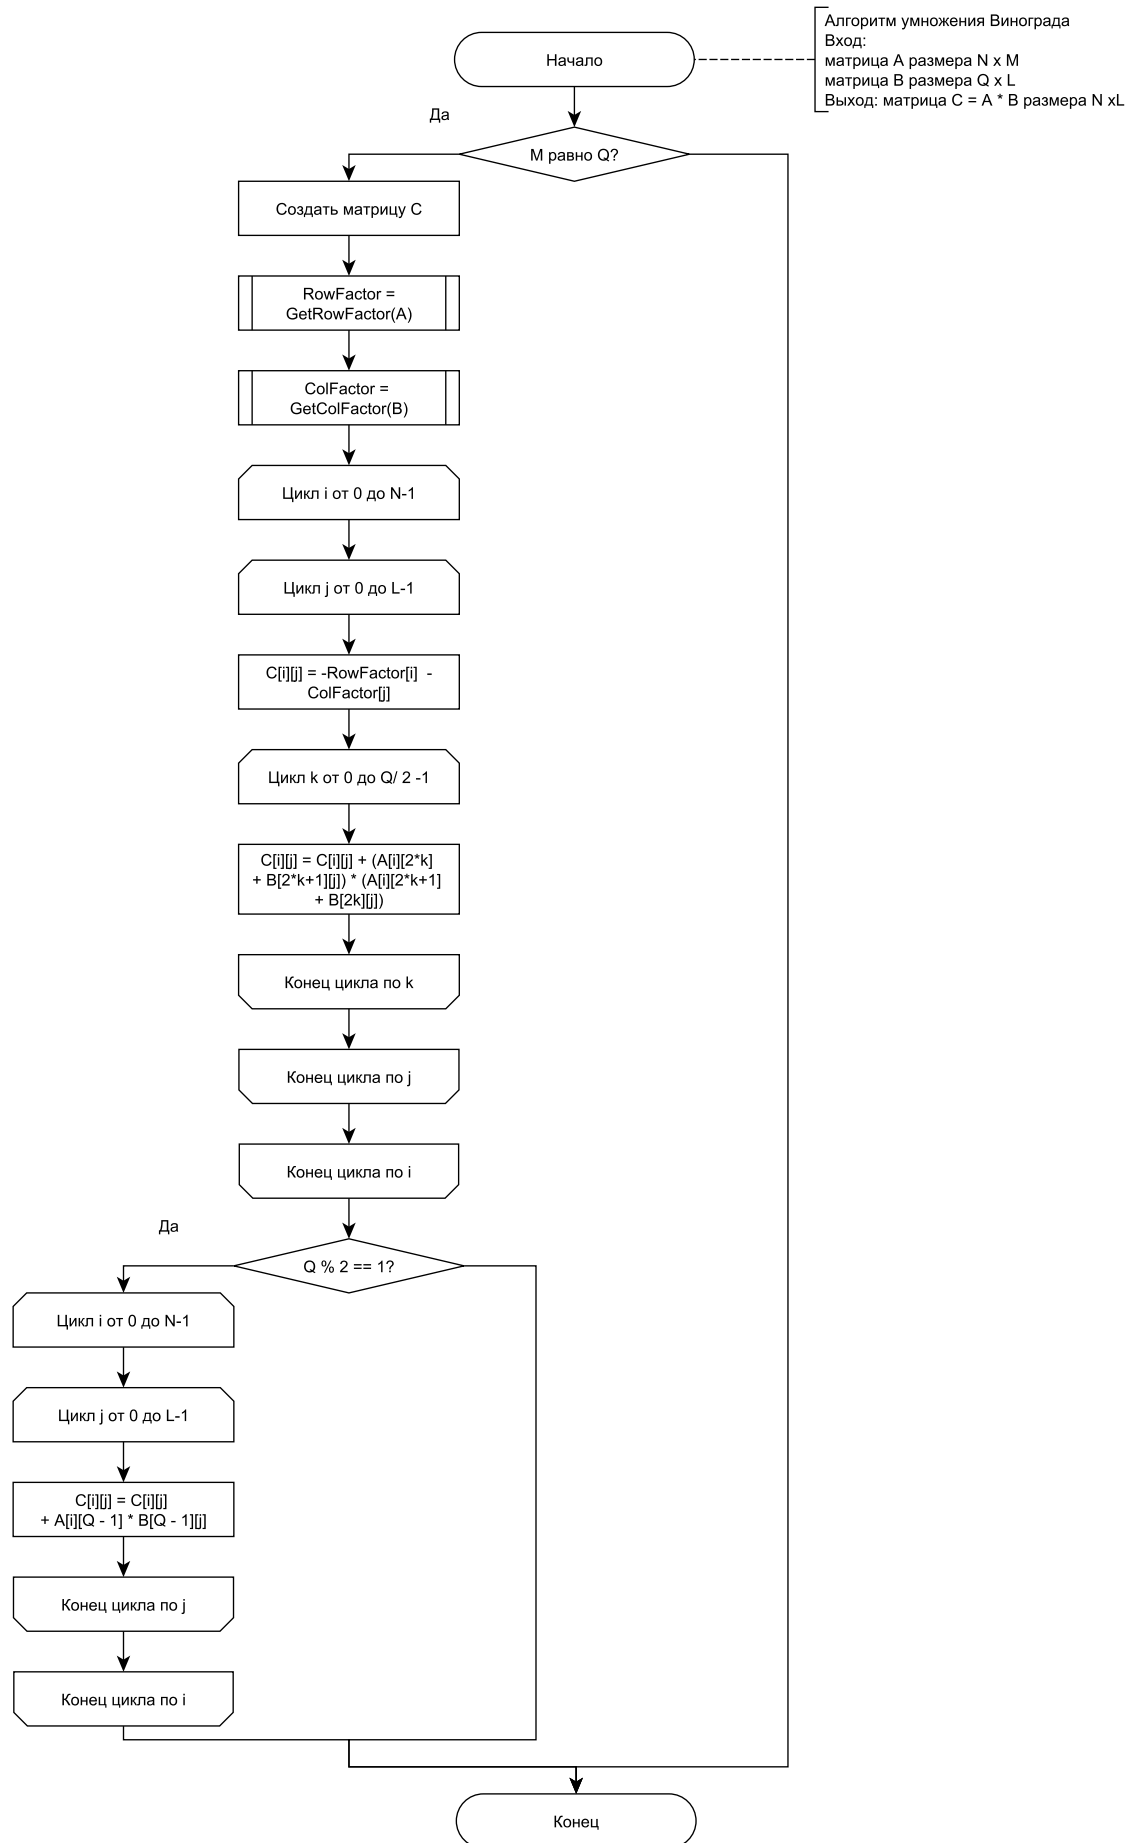 Алгоритм умножения Винограда
Вход:
матрица A размера N x M
матрица B размера Q x L
Выход: матрица C = A * B размера N xL
Начало
Да
M равно Q?
Создать матрицу C
RowFactor =
GetRowFactor(A)
ColFactor =
GetColFactor(B)
Цикл i от 0 до N-1
Цикл j от 0 до L-1
C[i][j] = -RowFactor[i] -
ColFactor[j]
Цикл k от 0 до Q/ 2 -1
C[i][j] = C[i][j] + (A[i][2*k]
+ B[2*k+1][j]) * (A[i][2*k+1]
+ B[2k][j])
Конец цикла по k
Конец цикла по j
Конец цикла по i
Да
Q % 2 == 1?
Цикл i от 0 до N-1
Цикл j от 0 до L-1
C[i][j] = C[i][j]
+ A[i][Q - 1] * B[Q - 1][j]
Конец цикла по j
Конец цикла по i
Конец